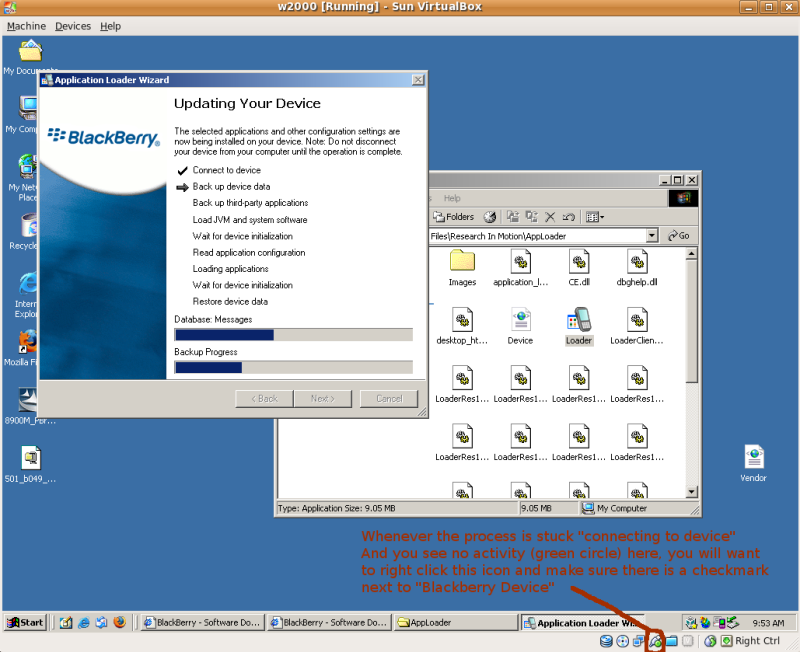 w2000 [Running] - Sun VirtualBox
Machine Devices Help
My Docum
My Comp
My Netw
Place
Recycle
Intern
Explor
Mozilla Fi
8900M_Per...
S01_b049_...
Application Loader Wizard
BlackBerry
Updating Your Device
The selected applications and other configuration settings are
now being installed on your device. Note: Do not disconnect
your device from your computer until the operation is complete.
Connect to device
Back up device data
Back up third-party applications
Load JVM and system software
Wait for device initialization
Read application configuration
Loading applications
Wait for device initialization
Restore device data
Database: Messages
Backup Progress
< Back Next > Cancel
s Help
Folders
Files\Research In Motion\AppLoader Go
Images application_l... CE.dll dbghelp.dll
desktop_ht... Device Loader LoaderClien...
LoaderRes1... LoaderRes1... LoaderRes1... LoaderRes1...
LoaderRes1... LoaderRes1... LoaderRes1... LoaderRes1...
Type: Application Size: 9.05 MB 9.05 MB My Computer
Vendor
Whenever the process is stuck "connecting to device"
And you see no activity (green circle) here, you will want
to right click this icon and make sure there is a checkmark
next to "Blackberry Device"
Start BlackBerry - Software Do... BlackBerry - Software Do... AppLoader Application Loader Wi... 9:53 AM
Right Ctrl